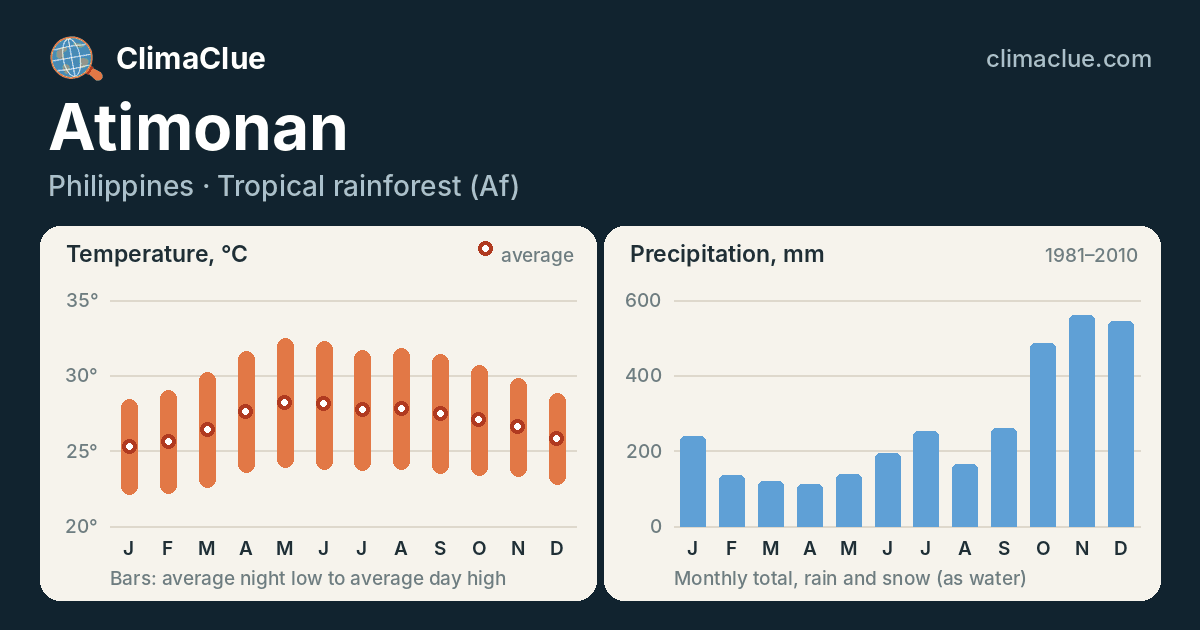 ClimaClue
climaclue.com
Atimonan
Philippines · Tropical rainforest (Af)
Temperature, °C
average
35°
30°
25°
20°
J F M A M J J A S O N D
Bars: average night low to average day high
Precipitation, mm
1981–2010
600
400
200
0
J F M A M J J A S O N D
Monthly total, rain and snow (as water)